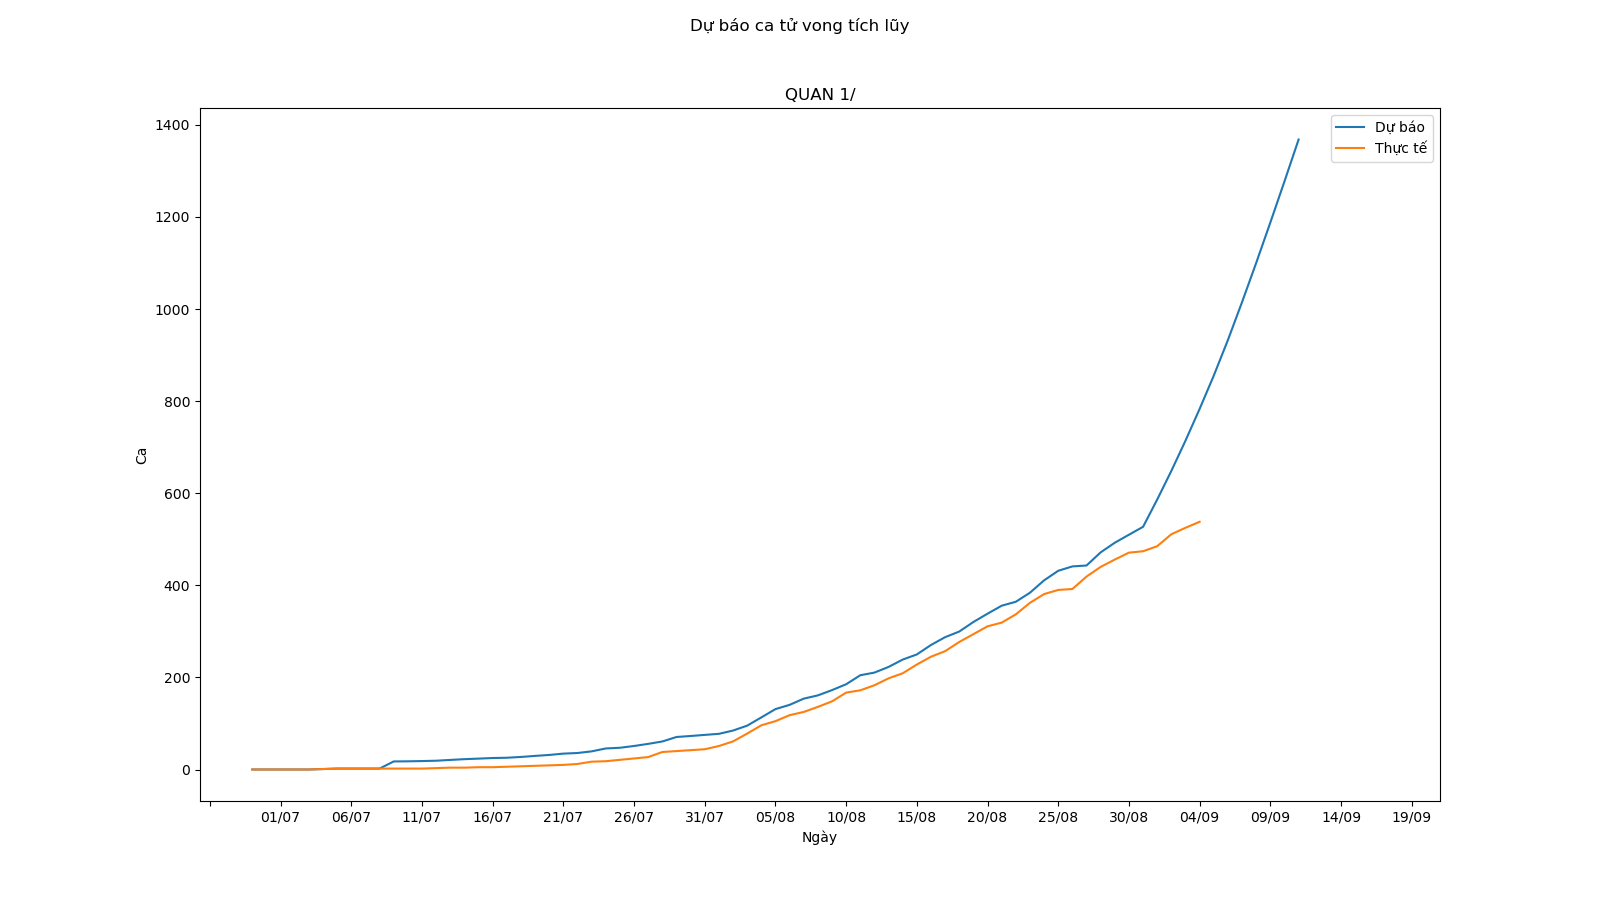 Dự báo ca tử vong tích lũy
QUAN 1/
1400
1200
1000
800
600
400
200
0
Ca
Dự báo
Thực tế
01/07 06/07 11/07 16/07 21/07 26/07 31/07 05/08 10/08 15/08 20/08 25/08 30/08 04/09 09/09 14/09 19/09
Ngày